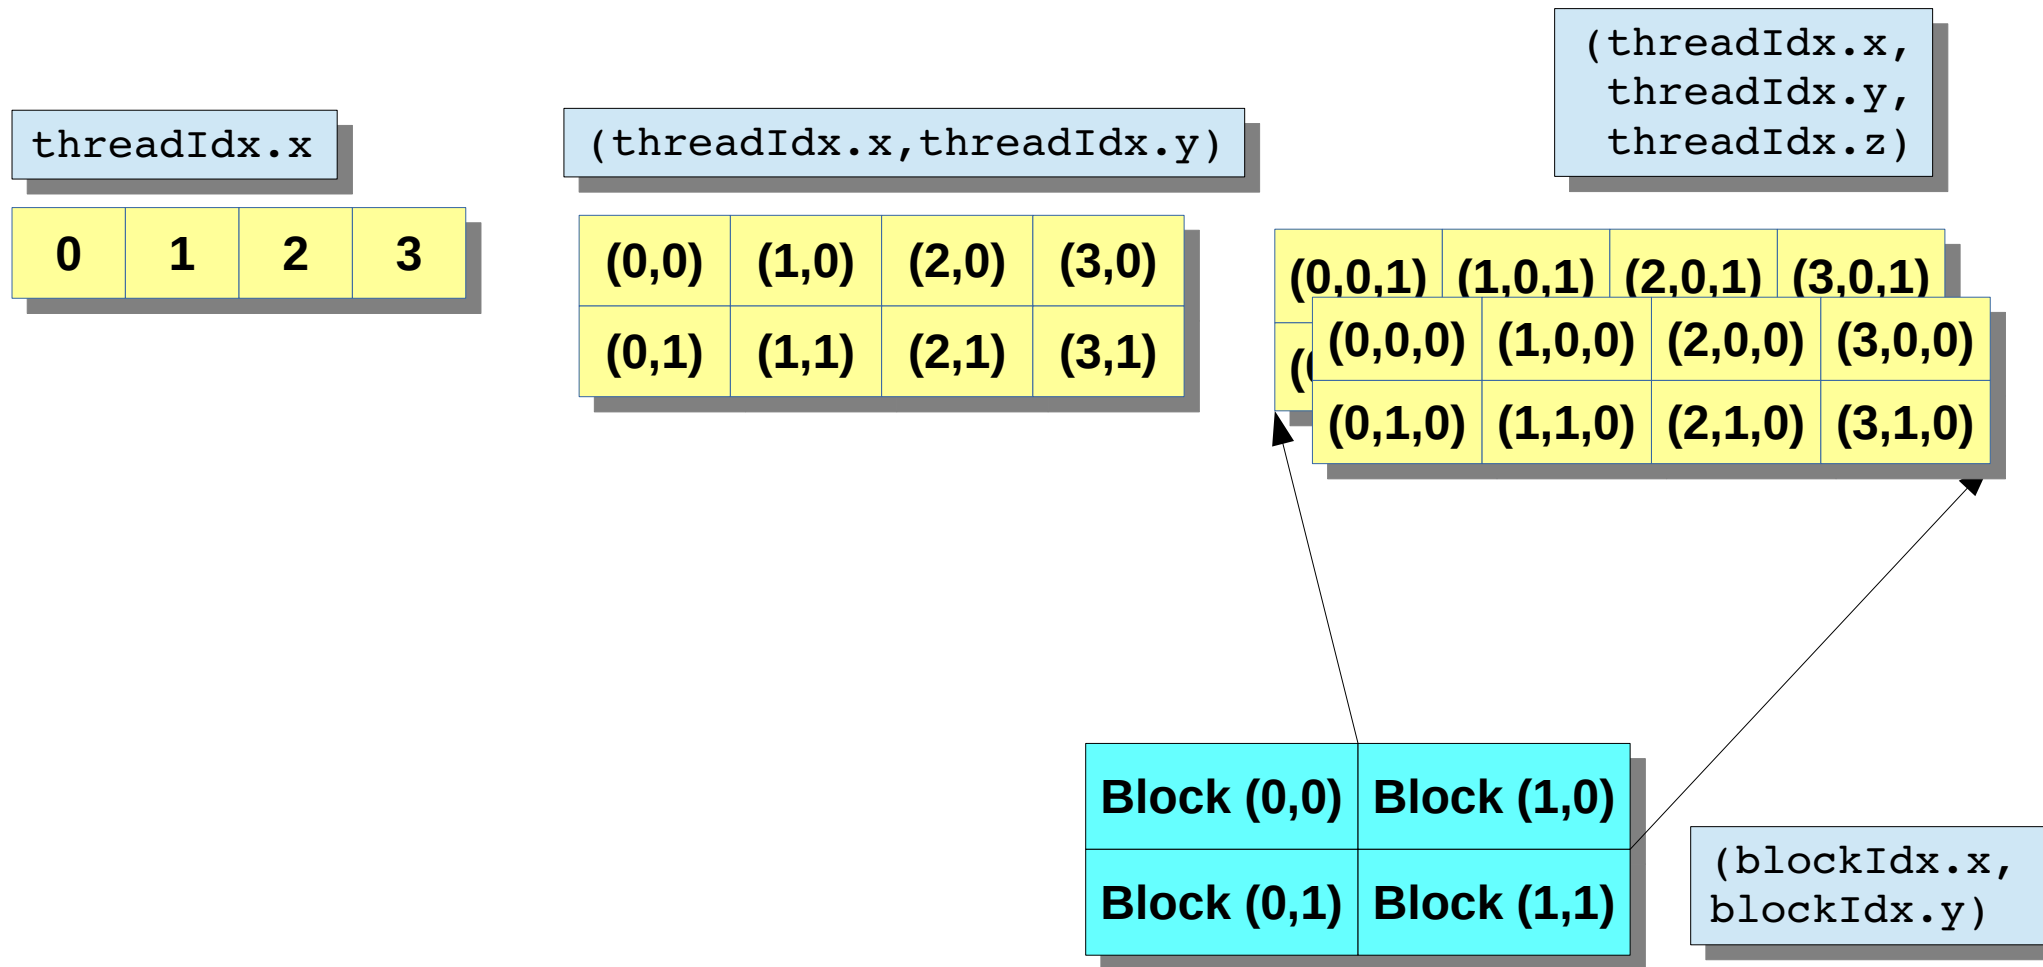 threadIdx.x
0 1 2 3
(threadIdx.x,threadIdx.y)
(0,0) (1,0) (2,0) (3,0)
(0,1) (1,1) (2,1) (3,1)
(threadIdx.x,
threadIdx.y,
threadIdx.z)
(0,0,1) (1,0,1) (2,0,1) (3,0,1)
(0,0,0) (1,0,0) (2,0,0) (3,0,0)
(0,1,0) (1,1,0) (2,1,0) (3,1,0)
Block (0,0) Block (1,0)
Block (0,1) Block (1,1)
(blockIdx.x,
blockIdx.y)